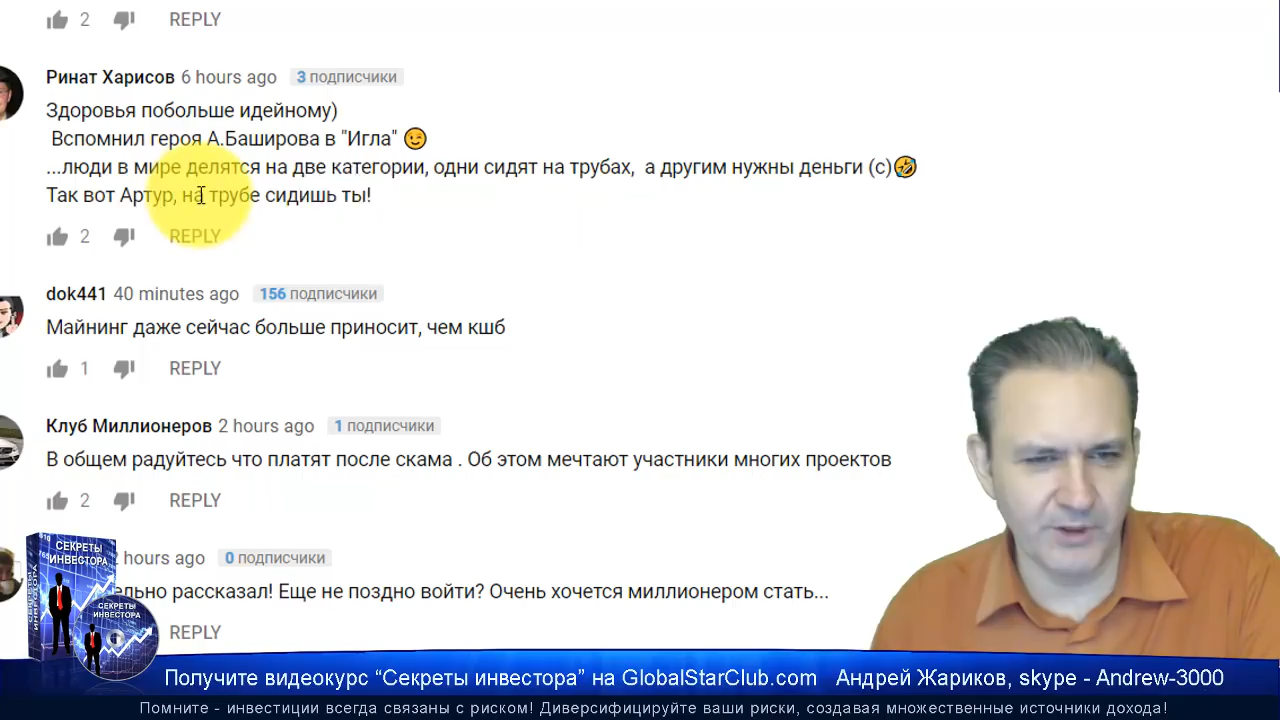 2 REPLY
Ринат Харисов 6 hours ago 3 подписчики
Здоровья побольше идейному)
Вспомнил героя А.Баширова в "Игла" 😉
...люди в мире делятся на две категории, одни сидят на трубах, а другим нужны деньги (с)🤣
Так вот Артур, на трубе сидишь ты!
2 REPLY
dok441 40 minutes ago 156 подписчики
Майнинг даже сейчас больше приносит, чем кшб
1 REPLY
Клуб Миллионеров 2 hours ago 1 подписчики
В общем радуйтесь что платят после скама . Об этом мечтают участники многих проектов
2 REPLY
hours ago 0 подписчики
ельно рассказал! Еще не поздно войти? Очень хочется миллионером стать...
REPLY
СЕКРЕТЫ
ИНВЕСТОРА
СЕКРЕТЫ
ИНВЕСТОРА
СЕКРЕТЫ
ИНВЕСТОРА
Получите видеокурс “Секреты инвестора” на GlobalStarClub.com Андрей Жариков, skype - Andrew-3000
Помните - инвестиции всегда связаны с риском! Диверсифицируйте ваши риски, создавая множественные источники дохода!